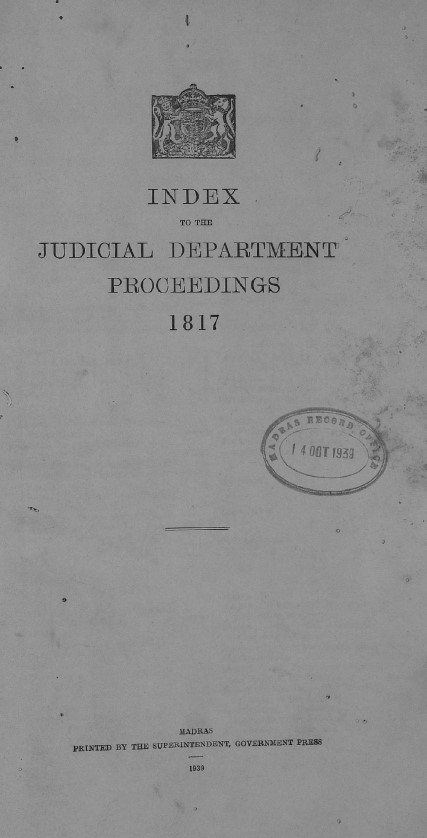 INDEX
TO THE
JUDICIAL DEPARTMENT
PROCEEDINGS
1817
MADRAS RECORD OFFICE
14 OCT 1939
MADRAS
PRINTED BY THE SUPERINTENDENT, GOVERNMENT PRESS
1939